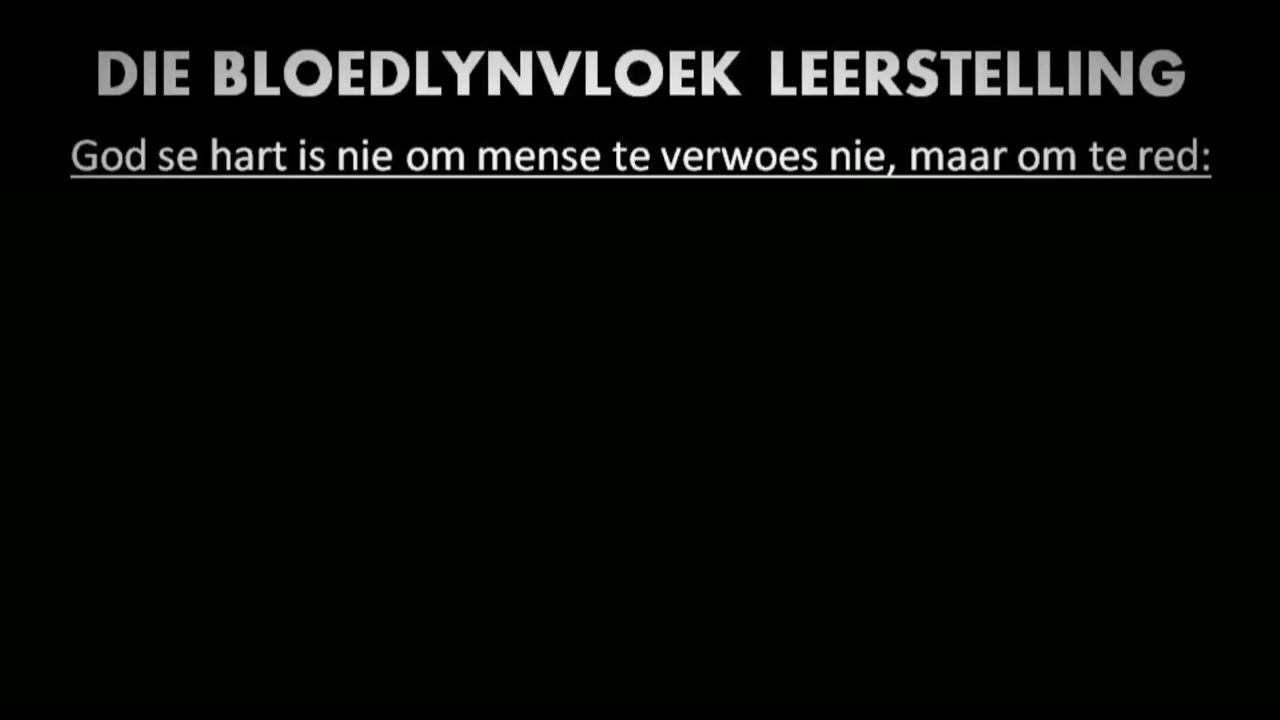 DIE BLOEDLYNVLOEK LEERSTELLING
God se hart is nie om mense te verwoes nie, maar om te red: